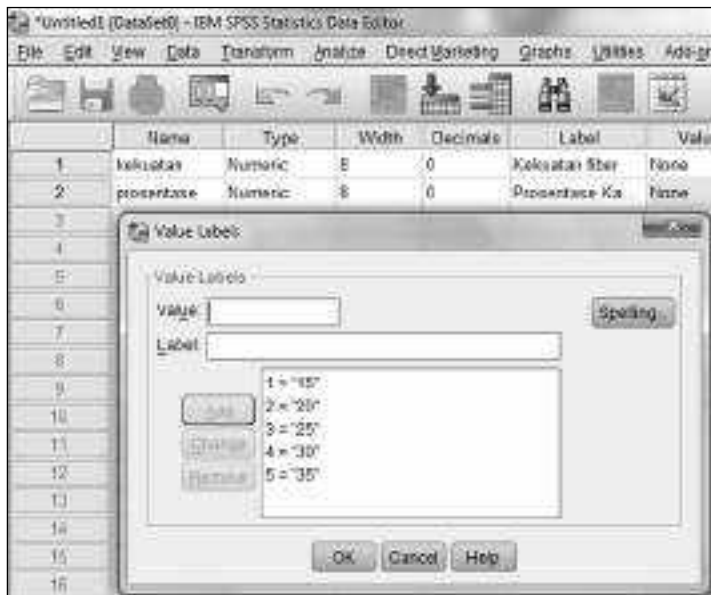 *Untitled1 [DataSet0] - IBM SPSS Statistics Data Editor
File Edit View Data Transform Analyze Direct Marketing Graphs Utilities
Name Type Width Decimals Label
1 kekuatan Numeric 8 0 Kekuatan fiber None
2 prosentase Numeric 8 0 Prosentase Ka None
3
4
5
6
7
8
9
10
11
12
13
14
15
16
Value Labels
Value Labels
Value:
Label:
Spelling...
1 = "15"
2 = "20"
3 = "25"
4 = "30"
5 = "35"
Add
Change
Remove
OK Cancel Help